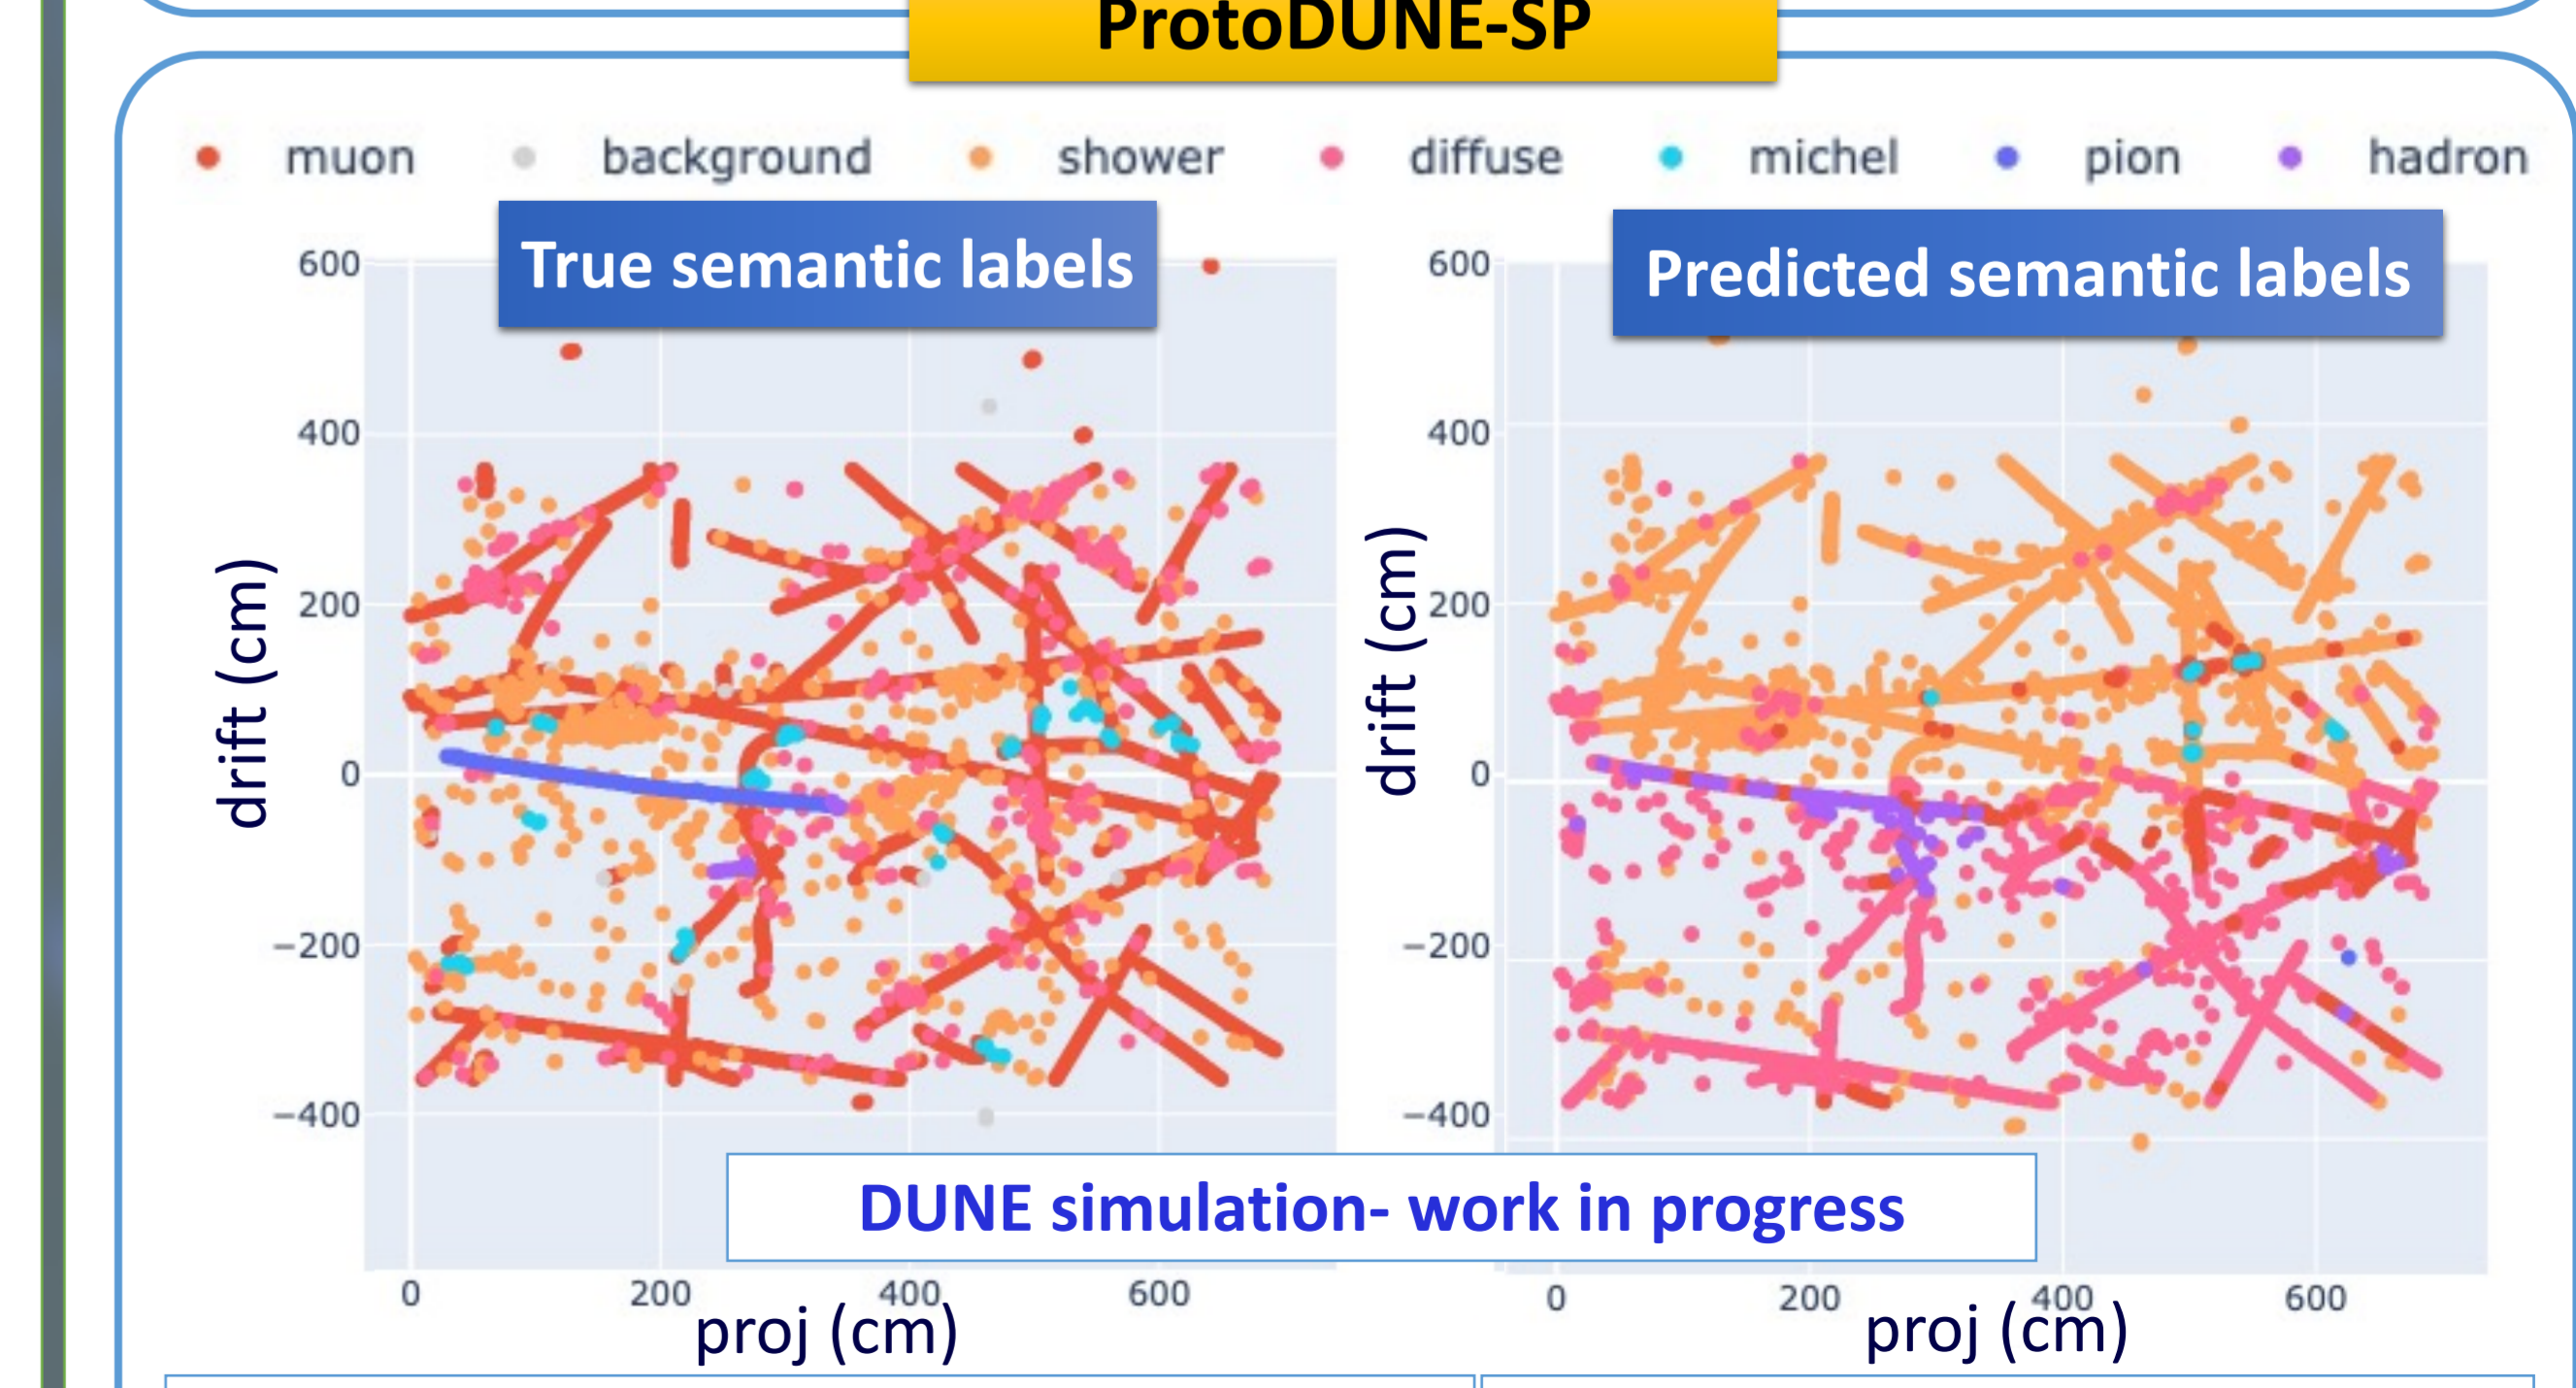 ProtoDUNE-SP
muon background shower diffuse michel pion hadron
True semantic labels
Predicted semantic labels
600
400
200
0
−200
−400
drift (cm)
0 200 400 600
proj (cm)
600
400
200
0
−200
−400
drift (cm)
0 200 400 600
proj (cm)
DUNE simulation- work in progress